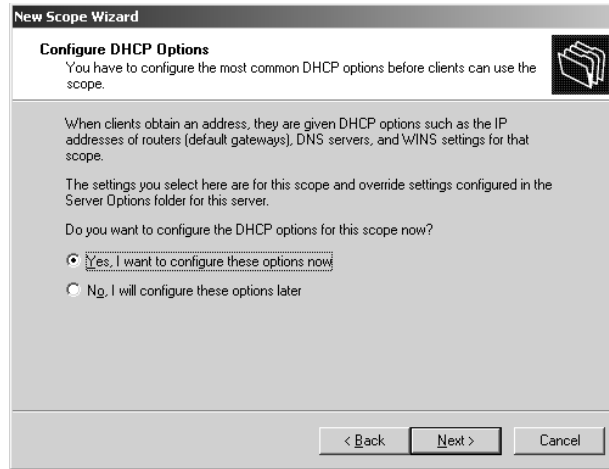 New Scope Wizard
Configure DHCP Options
You have to configure the most common DHCP options before clients can use the
scope.
When clients obtain an address, they are given DHCP options such as the IP
addresses of routers (default gateways), DNS servers, and WINS settings for that
scope.
The settings you select here are for this scope and override settings configured in the
Server Options folder for this server.
Do you want to configure the DHCP options for this scope now?
Yes, I want to configure these options now
No, I will configure these options later
< Back Next > Cancel